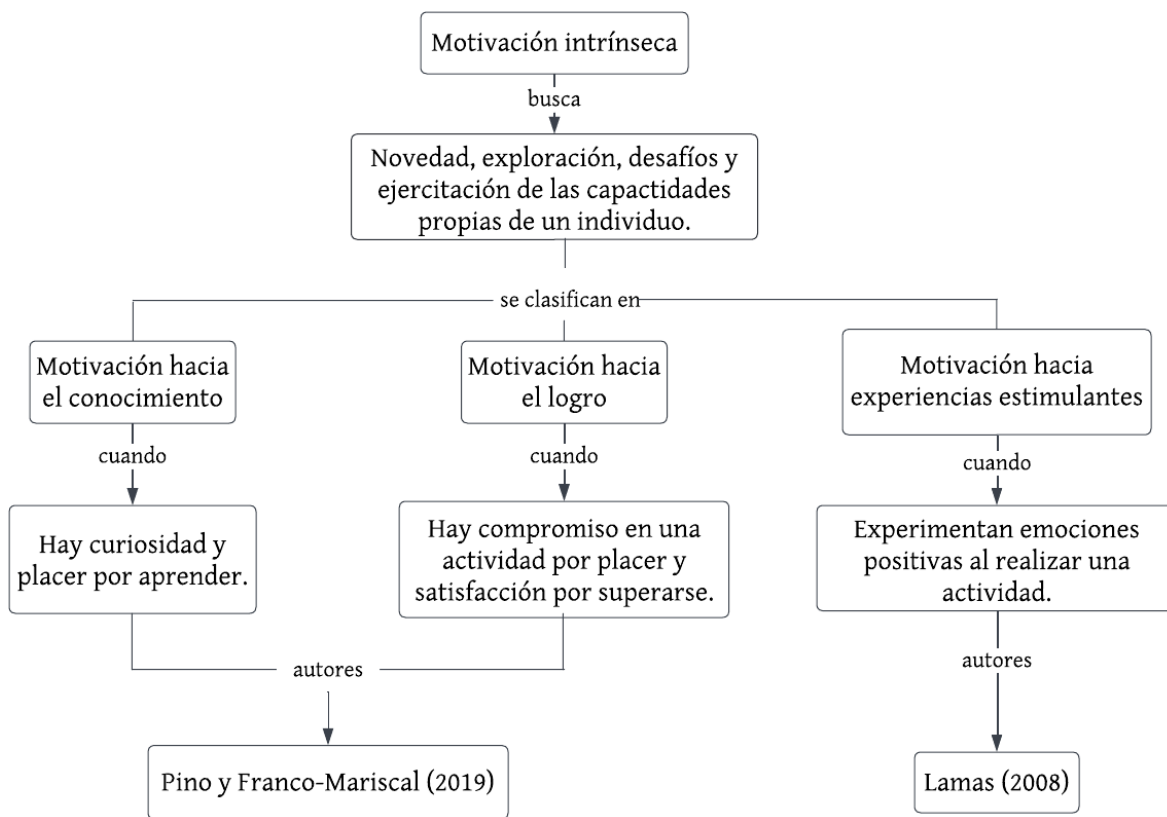 Motivación intrínseca
busca
Novedad, exploración, desafíos y
ejercitación de las capactidades
propias de un individuo.
se clasifican en
Motivación hacia
el conocimiento
Motivación hacia
el logro
Motivación hacia
experiencias estimulantes
cuando
cuando
cuando
Hay curiosidad y
placer por aprender.
Hay compromiso en una
actividad por placer y
satisfacción por superarse.
Experimentan emociones
positivas al realizar una
actividad.
autores
autores
Pino y Franco-Mariscal (2019)
Lamas (2008)